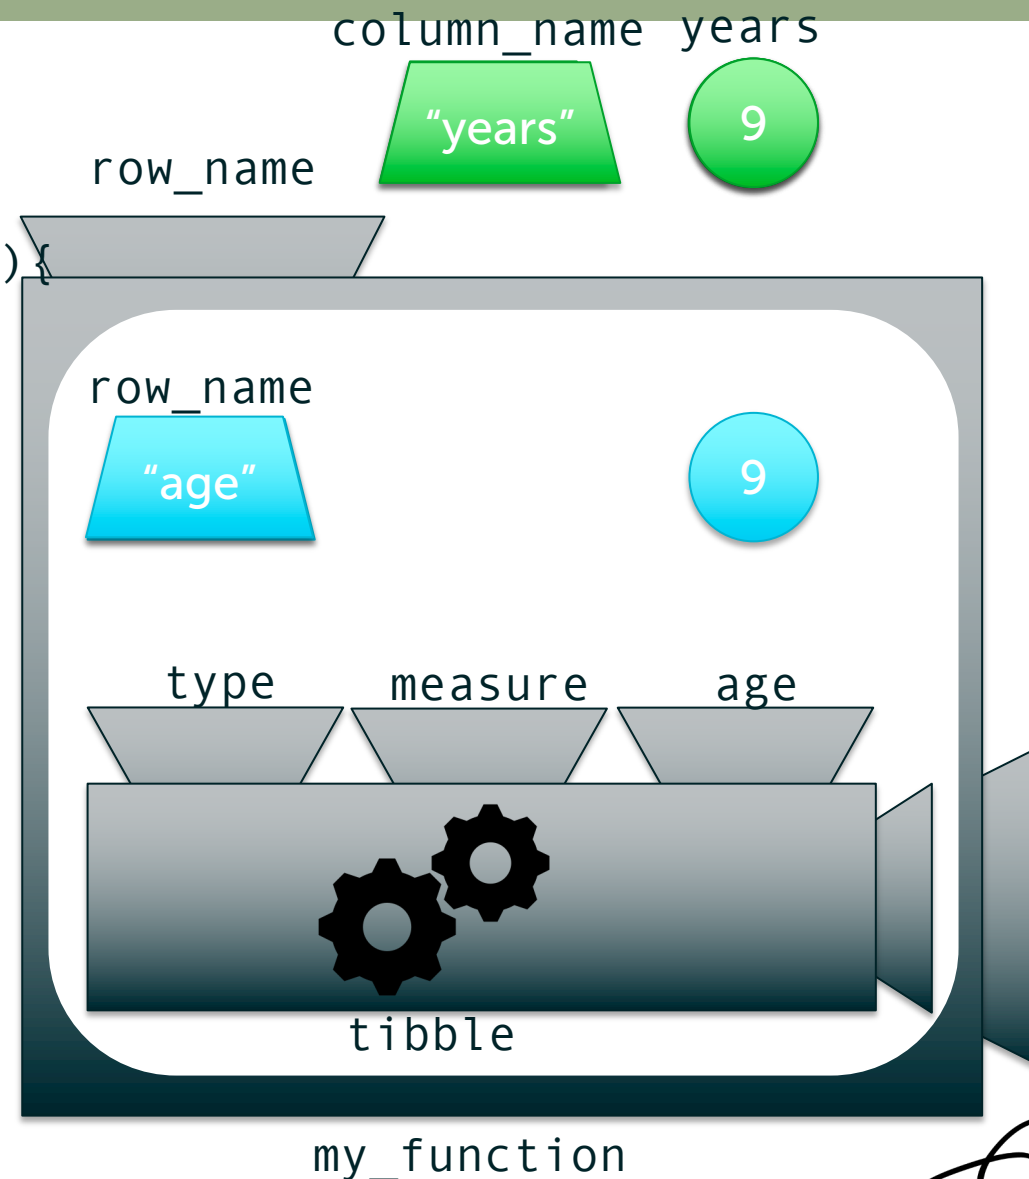 column_name years
“years” 9
row_name
){
row_name
“age” 9
type measure age
tibble
my_function